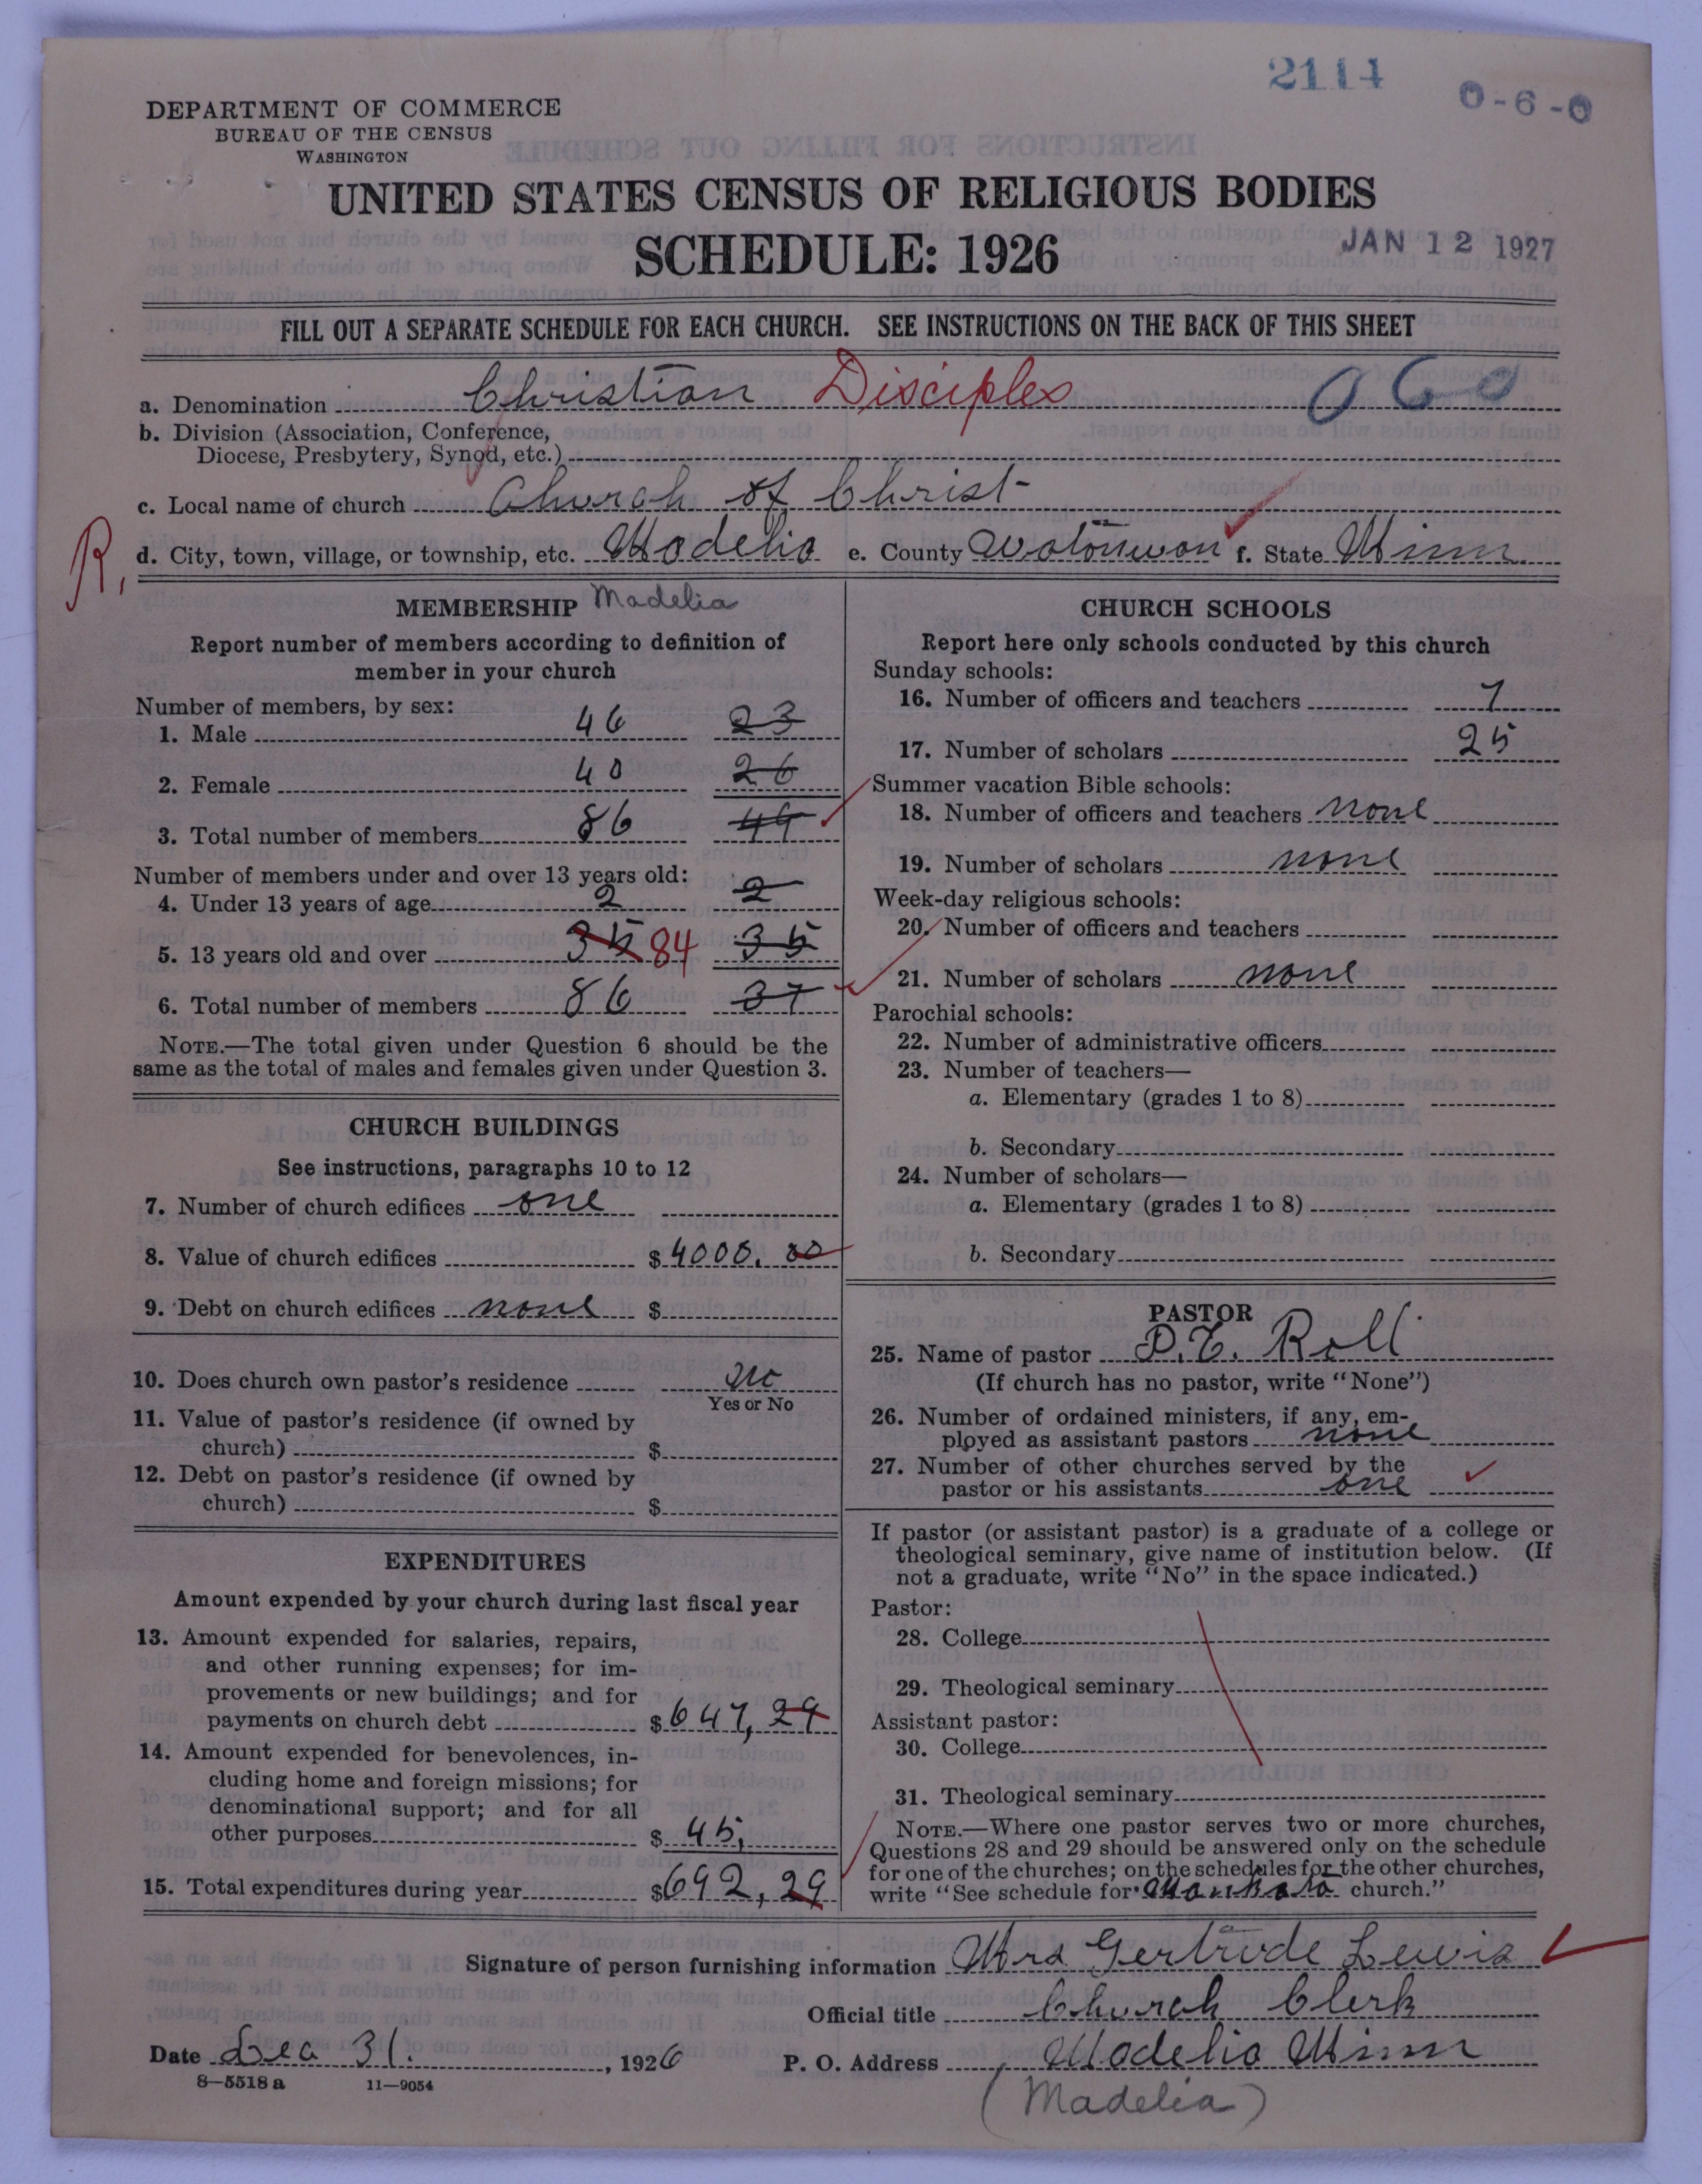 2114
0-6-0
DEPARTMENT OF COMMERCE
BUREAU OF THE CENSUS
WASHINGTON
UNITED STATES CENSUS OF RELIGIOUS BODIES
SCHEDULE: 1926
JAN 12 1927
FILL OUT A SEPARATE SCHEDULE FOR EACH CHURCH. SEE INSTRUCTIONS ON THE BACK OF THIS SHEET
a. Denomination Christian Disciples 060
b. Division (Association, Conference,
Diocese, Presbytery, Synod, etc.)
c. Local name of church Church of Christ
R, d. City, town, village, or township, etc. Madelia e. County Watonwan f. State Minn.
MEMBERSHIP Madelia
Report number of members according to definition of
member in your church
Number of members, by sex:
1. Male 46 23
2. Female 40 26
3. Total number of members 86 49
Number of members under and over 13 years old:
4. Under 13 years of age 2 2
5. 13 years old and over 35 84 35
6. Total number of members 86 37
NOTE.—The total given under Question 6 should be the
same as the total of males and females given under Question 3.
CHURCH BUILDINGS
See instructions, paragraphs 10 to 12
7. Number of church edifices one
8. Value of church edifices $4000.00
9. Debt on church edifices none $
10. Does church own pastor's residence No
Yes or No
11. Value of pastor's residence (if owned by
church) $
12. Debt on pastor's residence (if owned by
church) $
EXPENDITURES
Amount expended by your church during last fiscal year
13. Amount expended for salaries, repairs,
and other running expenses; for im-
provements or new buildings; and for
payments on church debt $647,29
14. Amount expended for benevolences, in-
cluding home and foreign missions; for
denominational support; and for all
other purposes $45,
15. Total expenditures during year $692,29
CHURCH SCHOOLS
Report here only schools conducted by this church
Sunday schools:
16. Number of officers and teachers 7
17. Number of scholars 25
Summer vacation Bible schools:
18. Number of officers and teachers none
19. Number of scholars none
Week-day religious schools:
20. Number of officers and teachers
21. Number of scholars none
Parochial schools:
22. Number of administrative officers
23. Number of teachers—
a. Elementary (grades 1 to 8)
b. Secondary
24. Number of scholars—
a. Elementary (grades 1 to 8)
b. Secondary
PASTOR
25. Name of pastor P.E. Roll
(If church has no pastor, write "None")
26. Number of ordained ministers, if any, em-
ployed as assistant pastors none
27. Number of other churches served by the
pastor or his assistants one
If pastor (or assistant pastor) is a graduate of a college or
theological seminary, give name of institution below. (If
not a graduate, write "No" in the space indicated.)
Pastor:
28. College
29. Theological seminary
Assistant pastor:
30. College
31. Theological seminary
NOTE.—Where one pastor serves two or more churches,
Questions 28 and 29 should be answered only on the schedule
for one of the churches; on the schedules for the other churches,
write "See schedule for Mankato church."
Signature of person furnishing information Mrs Gertrude Lewis
Official title Church Clerk
Date Dec 31., 1926 P. O. Address Madelia Minn
8—5518 a 11—9054
(Madelia)